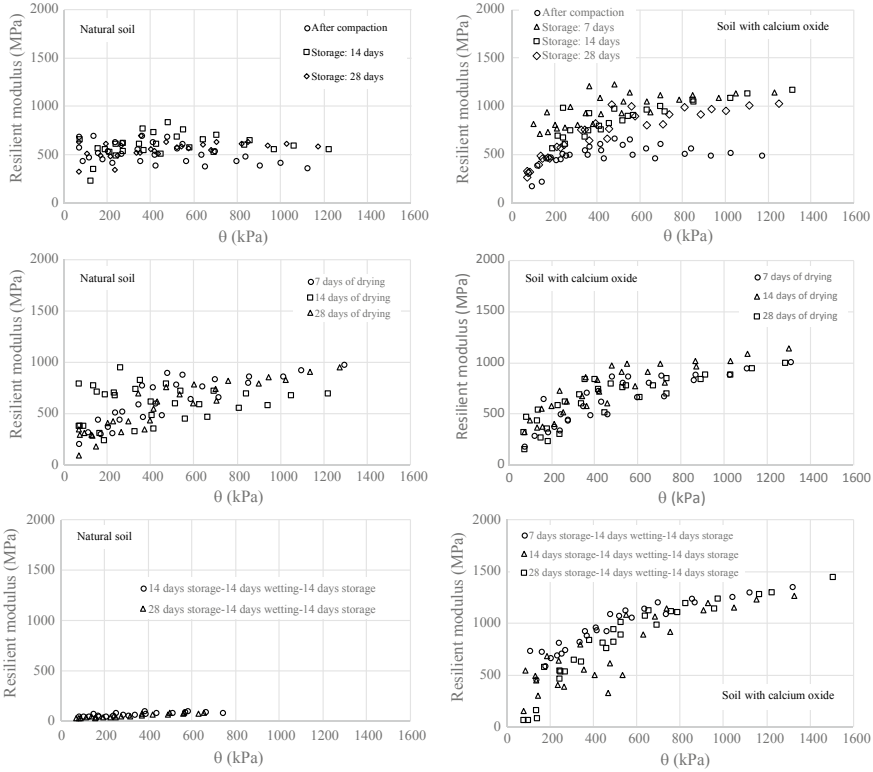 Natural soil
After compaction
Storage: 14 days
Storage: 28 days
Resilient modulus (MPa)
2000
1500
1000
500
0
0 200 400 600 800 1000 1200 1400 1600
θ (kPa)
After compaction
Storage: 7 days
Storage: 14 days
Storage: 28 days
Soil with calcium oxide
Resilient modulus (MPa)
2000
1500
1000
500
0
0 200 400 600 800 1000 1200 1400 1600
θ (kPa)
Natural soil
7 days of drying
14 days of drying
28 days of drying
Resilient modulus (MPa)
2000
1500
1000
500
0
0 200 400 600 800 1000 1200 1400 1600
θ (kPa)
Soil with calcium oxide
7 days of drying
14 days of drying
28 days of drying
Resilient modulus (MPa)
2000
1500
1000
500
0
0 200 400 600 800 1000 1200 1400 1600
θ (kPa)
Natural soil
14 days storage-14 days wetting-14 days storage
28 days storage-14 days wetting-14 days storage
Resilient modulus (MPa)
2000
1500
1000
500
0
0 200 400 600 800 1000 1200 1400 1600
θ (kPa)
7 days storage-14 days wetting-14 days storage
14 days storage-14 days wetting-14 days storage
28 days storage-14 days wetting-14 days storage
Soil with calcium oxide
Resilient modulus (MPa)
2000
1500
1000
500
0
0 200 400 600 800 1000 1200 1400 1600
θ (kPa)